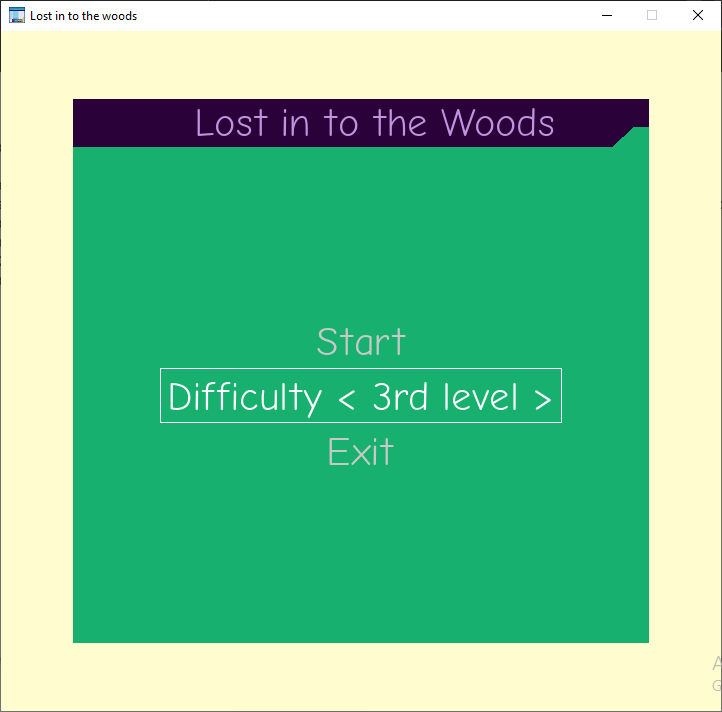 Lost in to the woods
Lost in to the Woods
Start
Difficulty < 3rd level >
Exit